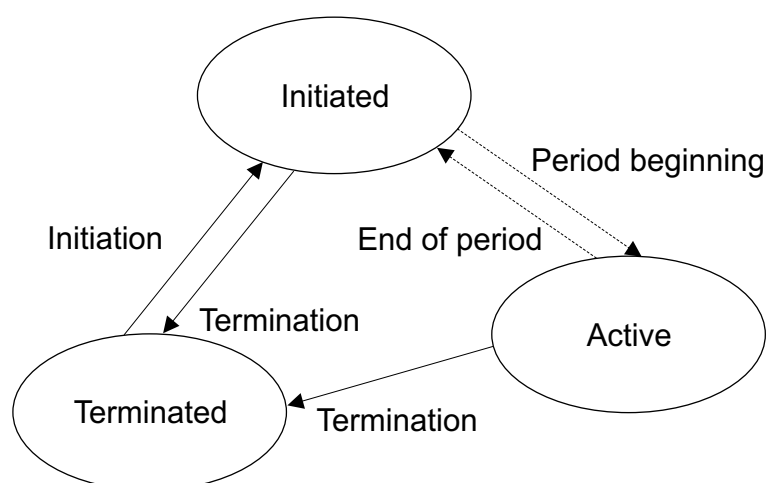 Initiated
Period beginning
Initiation
End of period
Termination
Active
Terminated
Termination